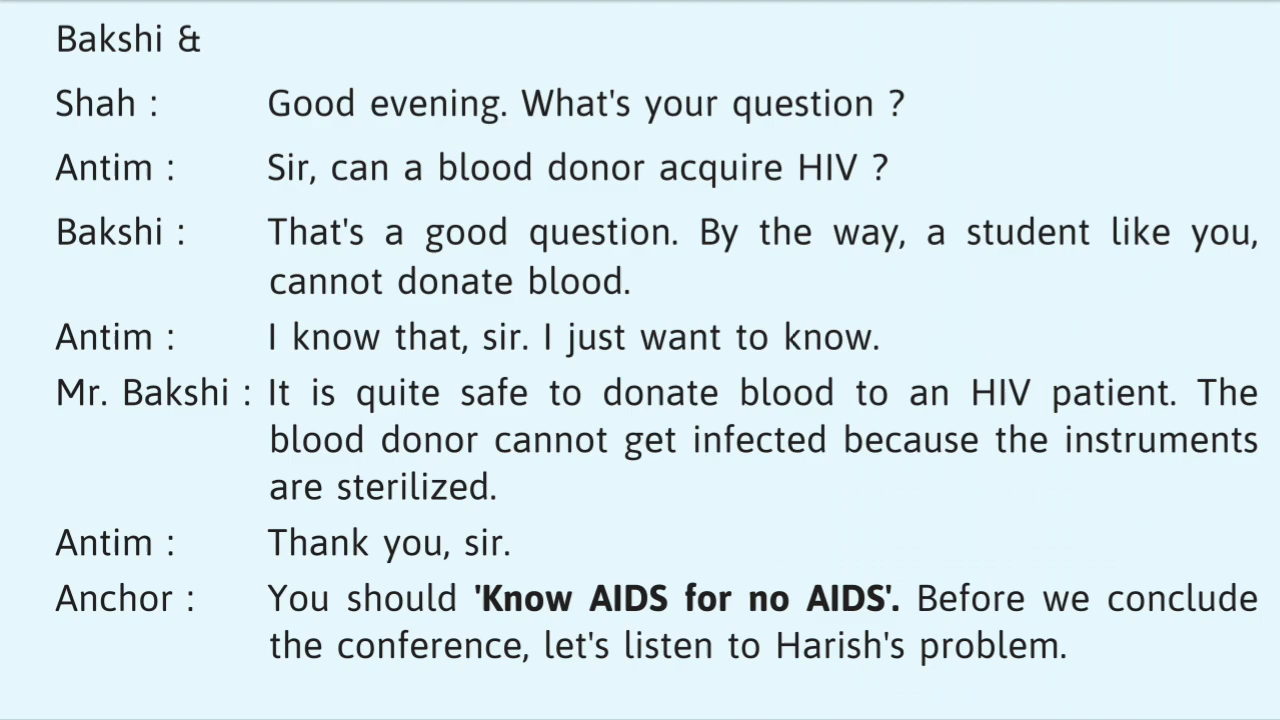 Bakshi &
Shah : Good evening. What's your question ?
Antim : Sir, can a blood donor acquire HIV ?
Bakshi : That's a good question. By the way, a student like you,
cannot donate blood.
Antim : I know that, sir. I just want to know.
Mr. Bakshi : It is quite safe to donate blood to an HIV patient. The
blood donor cannot get infected because the instruments
are sterilized.
Antim : Thank you, sir.
Anchor : You should 'Know AIDS for no AIDS'. Before we conclude
the conference, let's listen to Harish's problem.